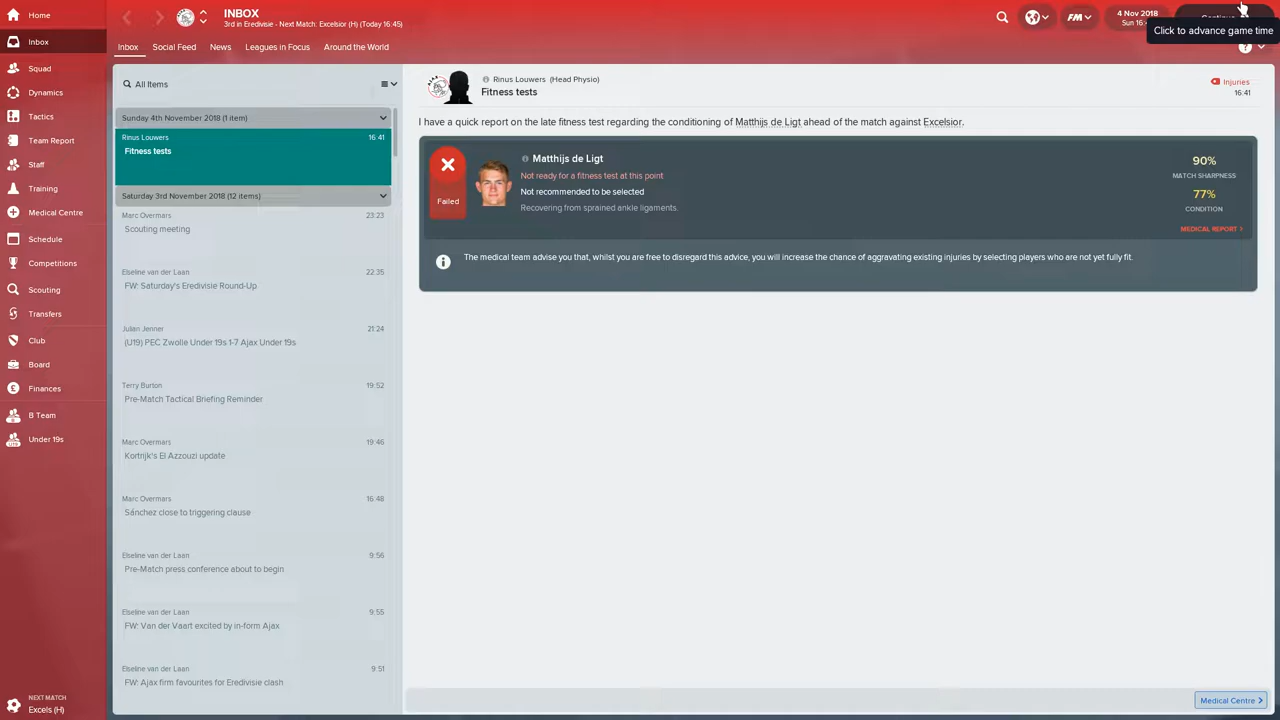 Home
INBOX
3rd in Eredivisie - Next Match: Excelsior (H) (Today 16:45)
FM
4 Nov 2018
Sun 16
Continue
Click to advance game time
Inbox
Squad
Dynamics
Tactics
Team Report
Staff
Training
Medical Centre
Schedule
Competitions
Scouting
Transfers
Club
Board
Finances
B Team
Under 19s
NEXT MATCH
Excels (H)
Inbox Social Feed News Leagues in Focus Around the World
All Items
Sunday 4th November 2018 (1 item)
Rinus Louwers 16:41
Fitness tests
Saturday 3rd November 2018 (12 items)
Marc Overmars 23:23
Scouting meeting
Elseline van der Laan 22:35
FW: Saturday's Eredivisie Round-Up
Julian Jenner 21:24
(U19) PEC Zwolle Under 19s 1-7 Ajax Under 19s
Terry Burton 19:52
Pre-Match Tactical Briefing Reminder
Marc Overmars 19:46
Kortrijk's El Azzouzi update
Marc Overmars 16:48
Sánchez close to triggering clause
Elseline van der Laan 9:56
Pre-Match press conference about to begin
Elseline van der Laan 9:55
FW: Van der Vaart excited by in-form Ajax
Elseline van der Laan 9:51
FW: Ajax firm favourites for Eredivisie clash
Rinus Louwers (Head Physio)
Fitness tests
Injuries
16:41
I have a quick report on the late fitness test regarding the conditioning of Matthijs de Ligt ahead of the match against Excelsior.
Failed
Matthijs de Ligt
Not ready for a fitness test at this point
Not recommended to be selected
Recovering from sprained ankle ligaments.
90%
MATCH SHARPNESS
77%
CONDITION
MEDICAL REPORT
The medical team advise you that, whilst you are free to disregard this advice, you will increase the chance of aggravating existing injuries by selecting players who are not yet fully fit.
Medical Centre